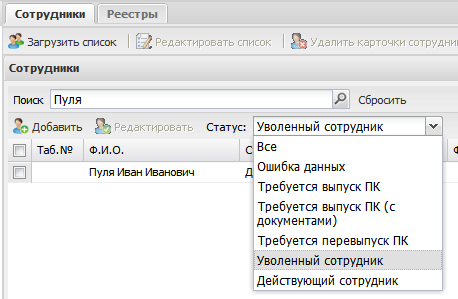 Сотрудники Реестры
Загрузить список Редактировать список Удалить карточки сотрудни
Сотрудники
Поиск Пуля Сбросить
Добавить Редактировать Статус: Уволенный сотрудник
Таб.№ Ф.И.О. С Ф
Пуля Иван Иванович Д
Все
Ошибка данных
Требуется выпуск ПК
Требуется выпуск ПК (с
документами)
Требуется перевыпуск ПК
Уволенный сотрудник
Действующий сотрудник